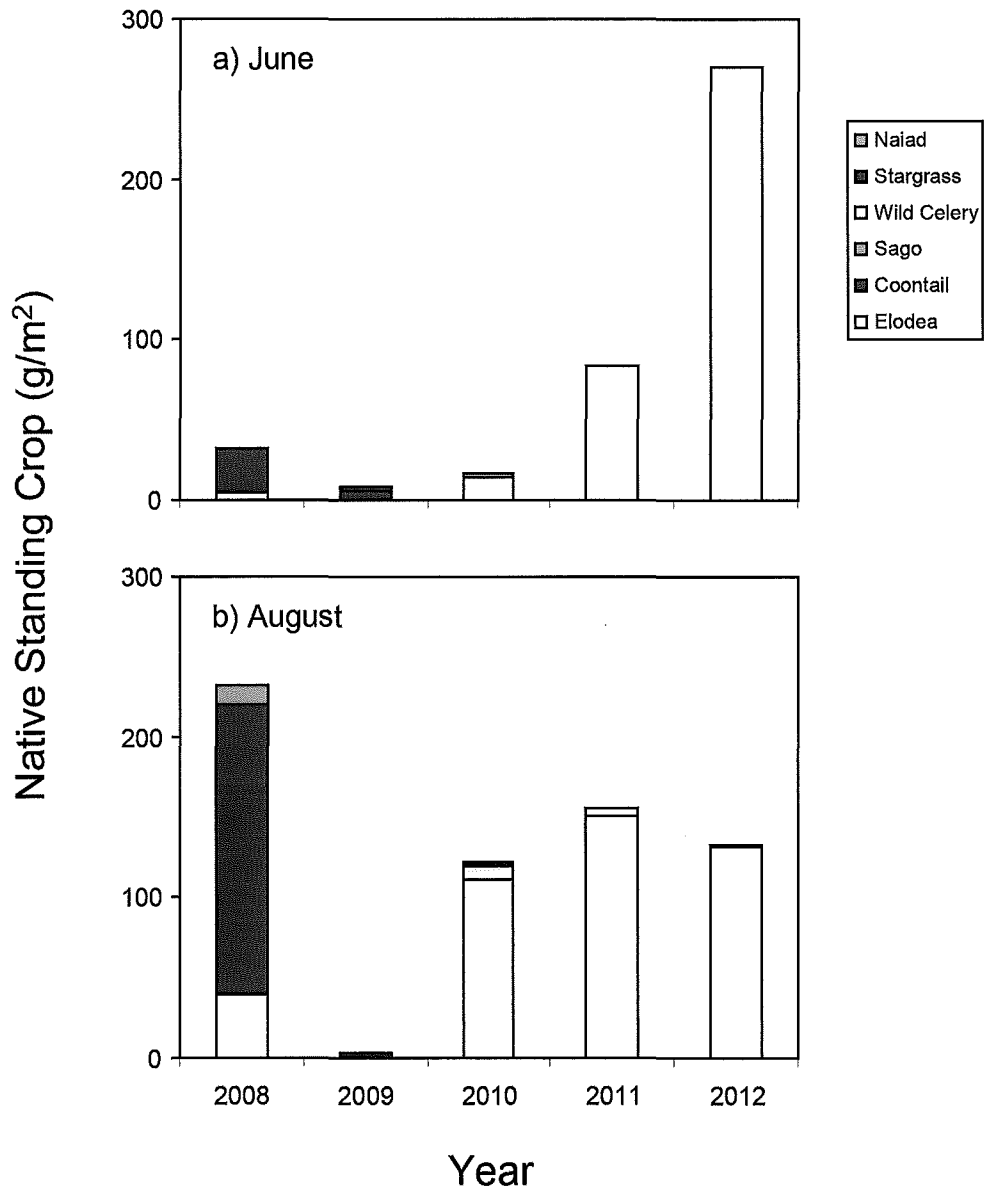 300
a) June
200
100
0
Naiad
Stargrass
Wild Celery
Sago
Coontail
Elodea
Native Standing Crop (g/m²)
300
b) August
200
100
0
2008 2009 2010 2011 2012
Year